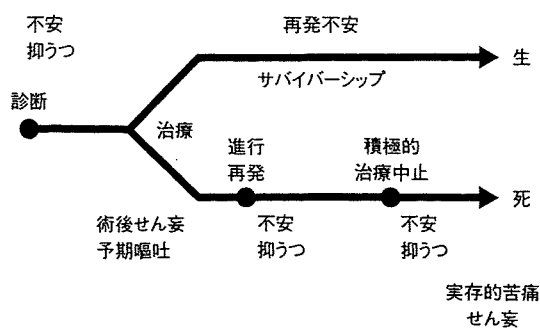 不安
抑うつ
再発不安
生
サバイバーシップ
診断
治療
進行
再発
積極的
治療中止
死
術後せん妄
予期嘔吐
不安
抑うつ
不安
抑うつ
実存的苦痛
せん妄